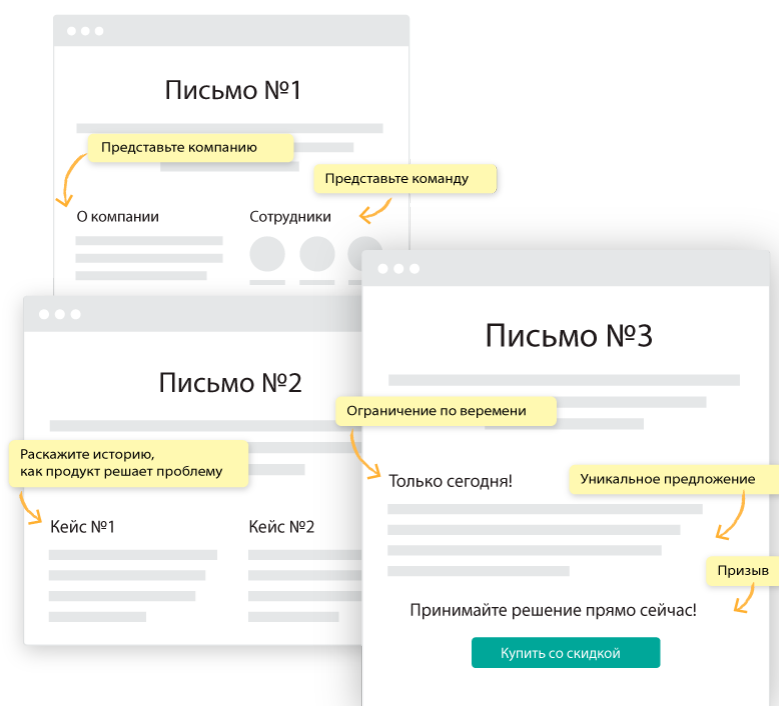 Письмо №1
Представьте компанию
Представьте команду
О компании
Сотрудники
Письмо №2
Раскажите историю,
как продукт решает проблему
Кейс №1
Кейс №2
Письмо №3
Ограничение по веремени
Только сегодня!
Уникальное предложение
Призыв
Принимайте решение прямо сейчас!
Купить со скидкой